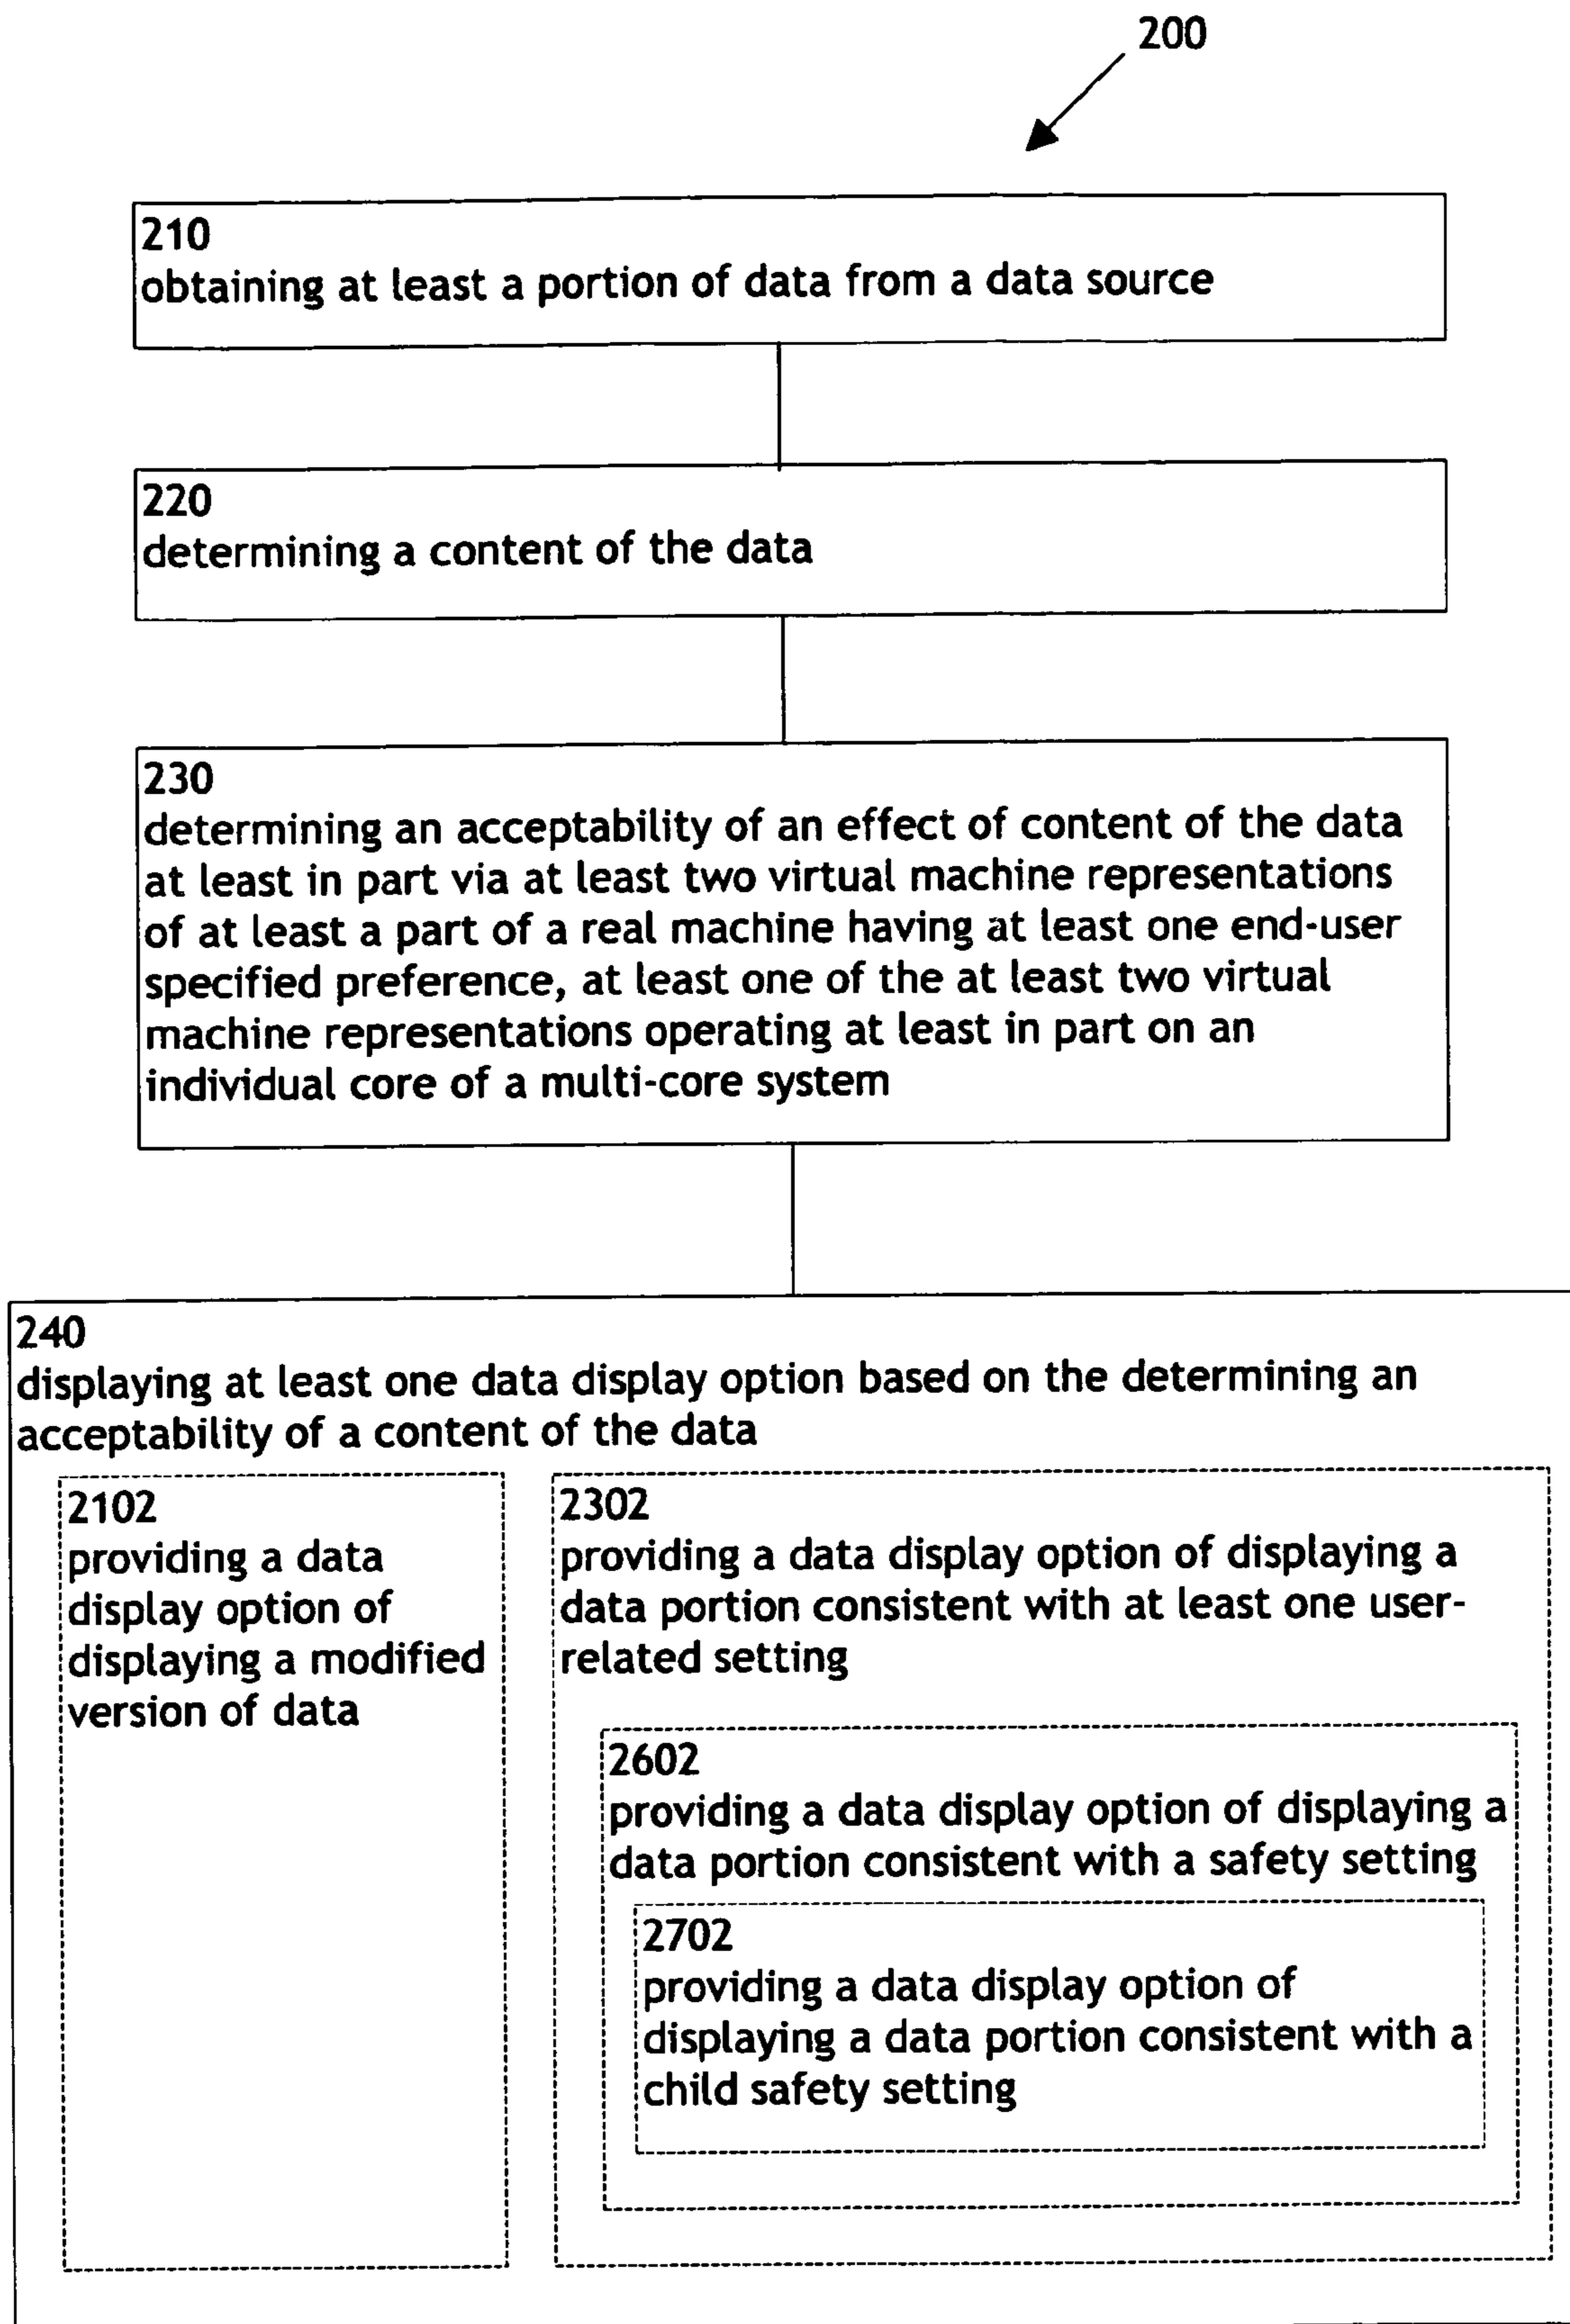 200
210
obtaining at least a portion of data from a data source
220
determining a content of the data
230
determining an acceptability of an effect of content of the data
at least in part via at least two virtual machine representations
of at least a part of a real machine having at least one end-user
specified preference, at least one of the at least two virtual
machine representations operating at least in part on an
individual core of a multi-core system
240
displaying at least one data display option based on the determining an
acceptability of a content of the data
2102
providing a data
display option of
displaying a modified
version of data
2302
providing a data display option of displaying a
data portion consistent with at least one user-
related setting
2602
providing a data display option of displaying a
data portion consistent with a safety setting
2702
providing a data display option of
displaying a data portion consistent with a
child safety setting